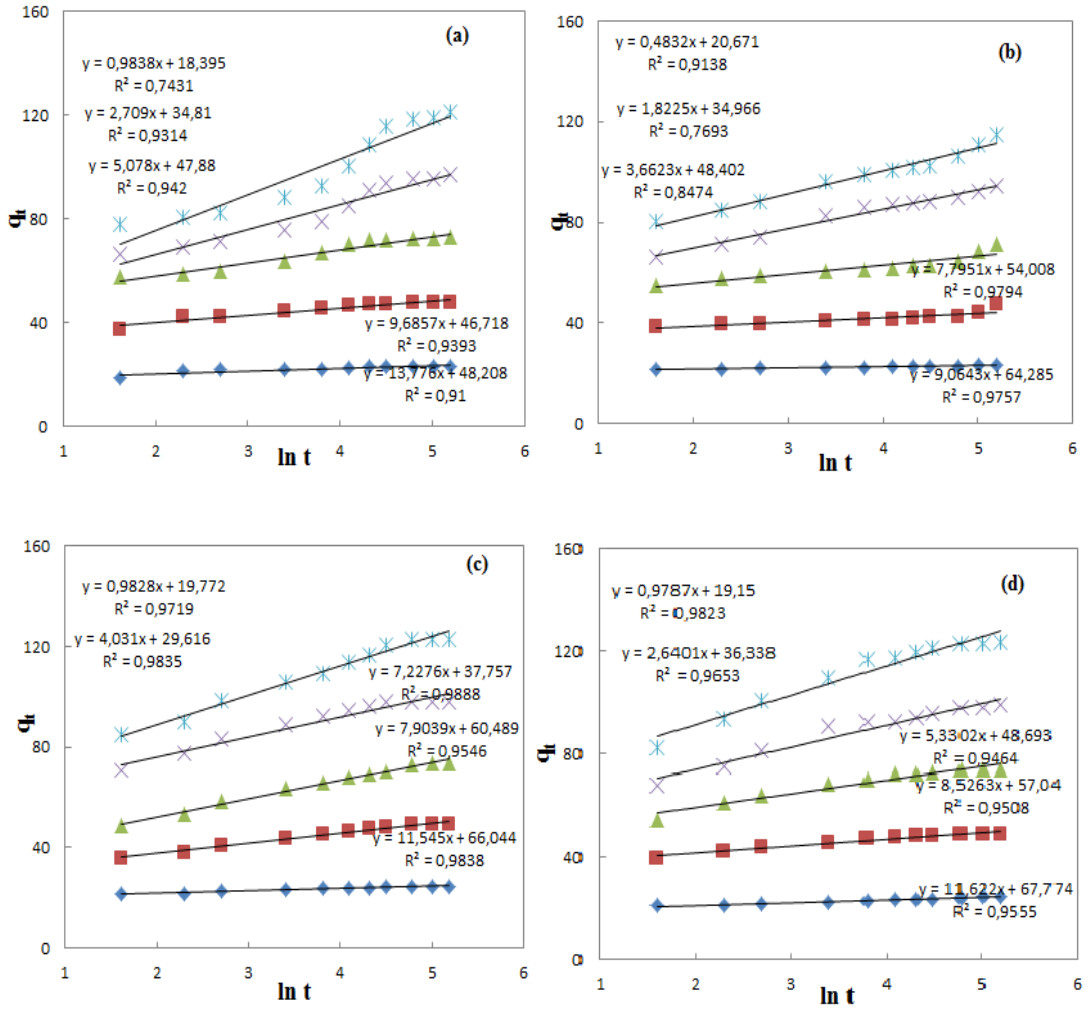 160
(a)
y = 0,9838x + 18,395
R² = 0,7431
120
y = 2,709x + 34,81
R² = 0,9314
y = 5,078x + 47,88
R² = 0,942
80
qt
40
y = 9,6857x + 46,718
R² = 0,9393
y = 13,776x + 48,208
R² = 0,91
0
1 2 3 4 5 6
ln t
160
(b)
y = 0,4832x + 20,671
R² = 0,9138
120
y = 1,8225x + 34,966
R² = 0,7693
y = 3,6623x + 48,402
R² = 0,8474
80
qt
y = 7,7951x + 54,008
R² = 0,9794
40
y = 9,0643x + 64,285
R² = 0,9757
0
1 2 3 4 5 6
ln t
160
(c)
y = 0,9828x + 19,772
R² = 0,9719
120
y = 4,031x + 29,616
R² = 0,9835
y = 7,2276x + 37,757
R² = 0,9888
80
qt
y = 7,9039x + 60,489
R² = 0,9546
40
y = 11,545x + 66,044
R² = 0,9838
0
1 2 3 4 5 6
ln t
160
(d)
y = 0,9787x + 19,15
R² = 0,9823
120
y = 2,6401x + 36,338
R² = 0,9653
80
qt
y = 5,3302x + 48,693
R² = 0,9464
y = 8,5263x + 57,04
R² = 0,9508
40
y = 11,622x + 67,774
R² = 0,9555
0
1 2 3 4 5 6
ln t